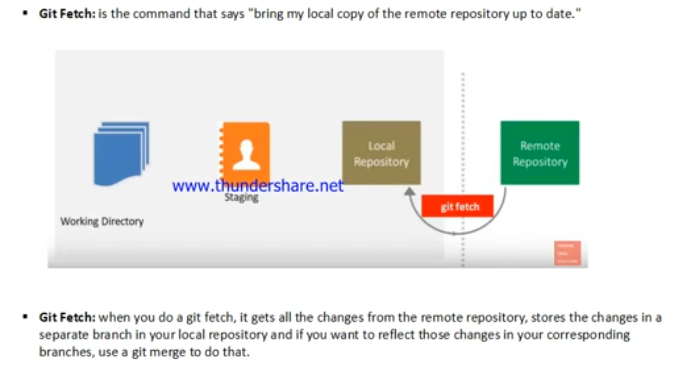 ▪ Git Fetch: is the command that says "bring my local copy of the remote repository up to date."
Local
Repository
Remote
Repository
www.thundershare.net
Staging
git fetch
Working Directory
▪ Git Fetch: when you do a git fetch, it gets all the changes from the remote repository, stores the changes in a
separate branch in your local repository and if you want to reflect those changes in your corresponding
branches, use a git merge to do that.